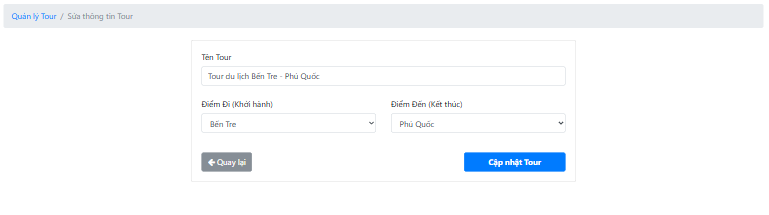 Quản lý Tour / Sửa thông tin Tour
Tên Tour
Tour du lịch Bến Tre - Phú Quốc
Điểm Đi (Khởi hành) Điểm Đến (Kết thúc)
Bến Tre Phú Quốc
Quay lại Cập nhật Tour